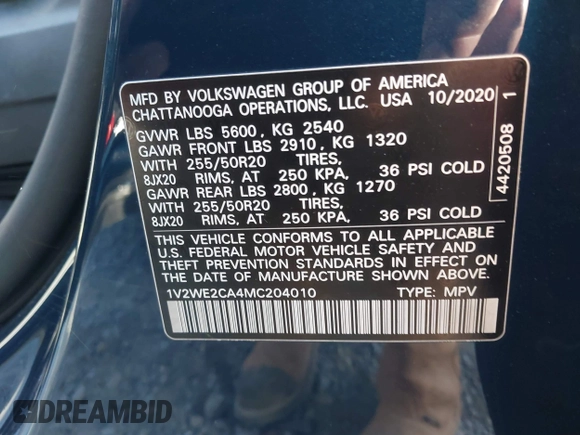 MFD BY VOLKSWAGEN GROUP OF AMERICA
CHATTANOOGA OPERATIONS, LLC. USA 10/2020
GVWR LBS 5600, KG 2540
GAWR FRONT LBS 2910, KG 1320
WITH 255/50R20 TIRES,
8JX20 RIMS, AT 250 KPA, 36 PSI COLD
GAWR REAR LBS 2800, KG 1270
WITH 255/50R20 TIRES,
8JX20 RIMS, AT 250 KPA, 36 PSI COLD
THIS VEHICLE CONFORMS TO ALL APPLICABLE
U.S. FEDERAL MOTOR VEHICLE SAFETY AND
THEFT PREVENTION STANDARDS IN EFFECT ON
THE DATE OF MANUFACTURE SHOWN ABOVE.
1V2WE2CA4MC204010 TYPE: MPV
4420508 1
DREAMBID